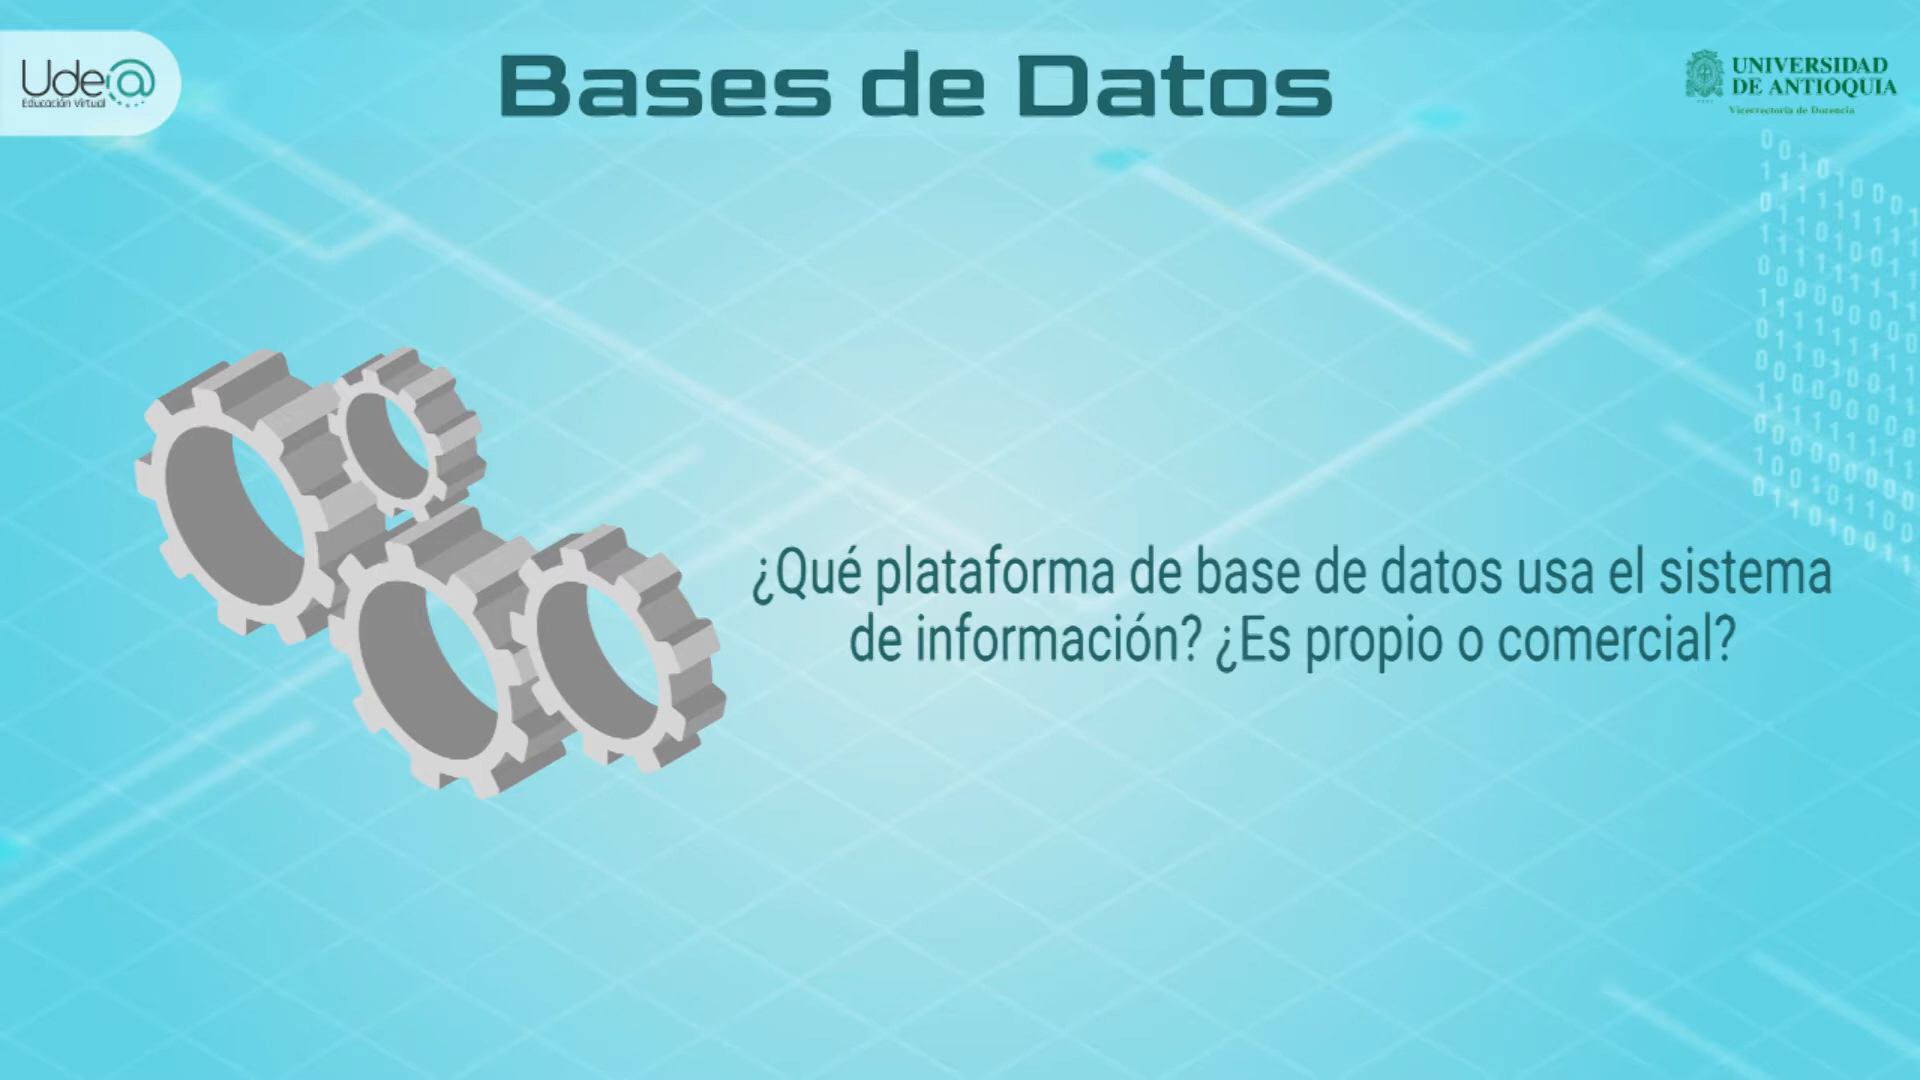 Ude@
Educación Virtual
Bases de Datos
UNIVERSIDAD
DE ANTIOQUIA
Vicerrectoría de Docencia
¿Qué plataforma de base de datos usa el sistema
de información? ¿Es propio o comercial?